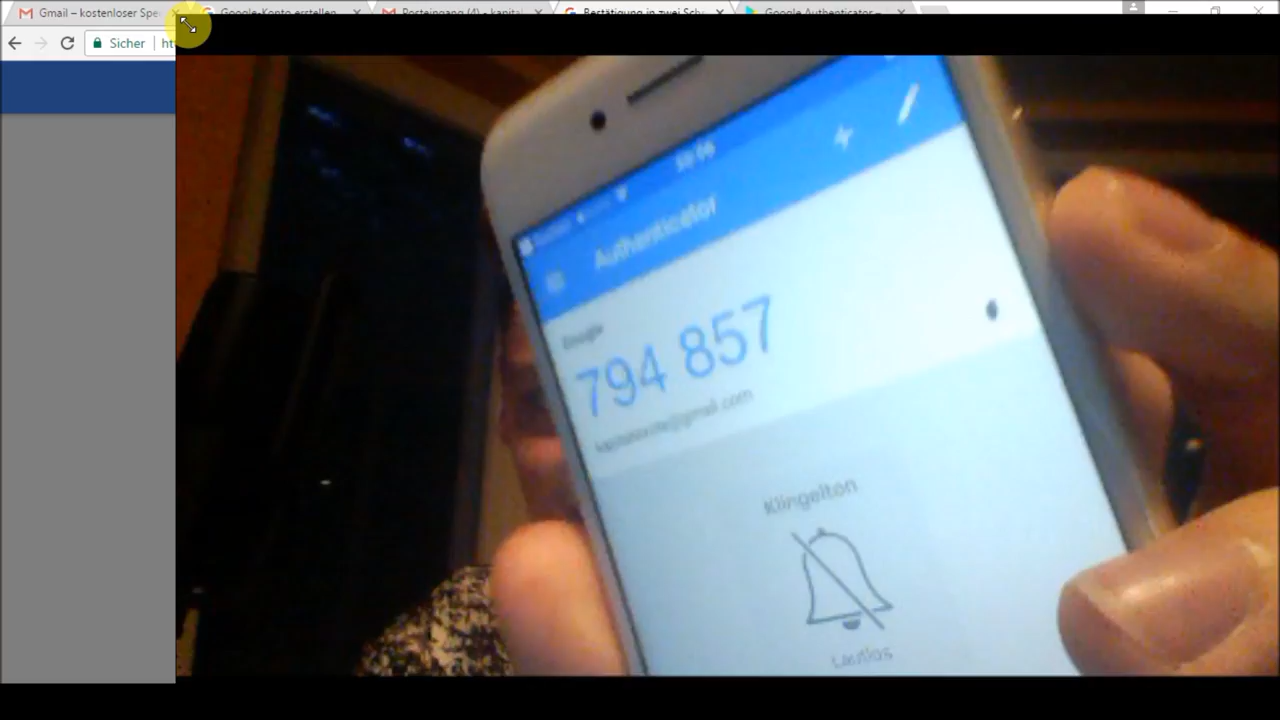 Gmail – kostenloser Spe
Google-Konto erstellen
Posteingang (4) - kapital
Bestätigung in zwei Sch
Google Authenticator –
Sicher
Authenticator
Google
794 857
Klingelton
Lautlos